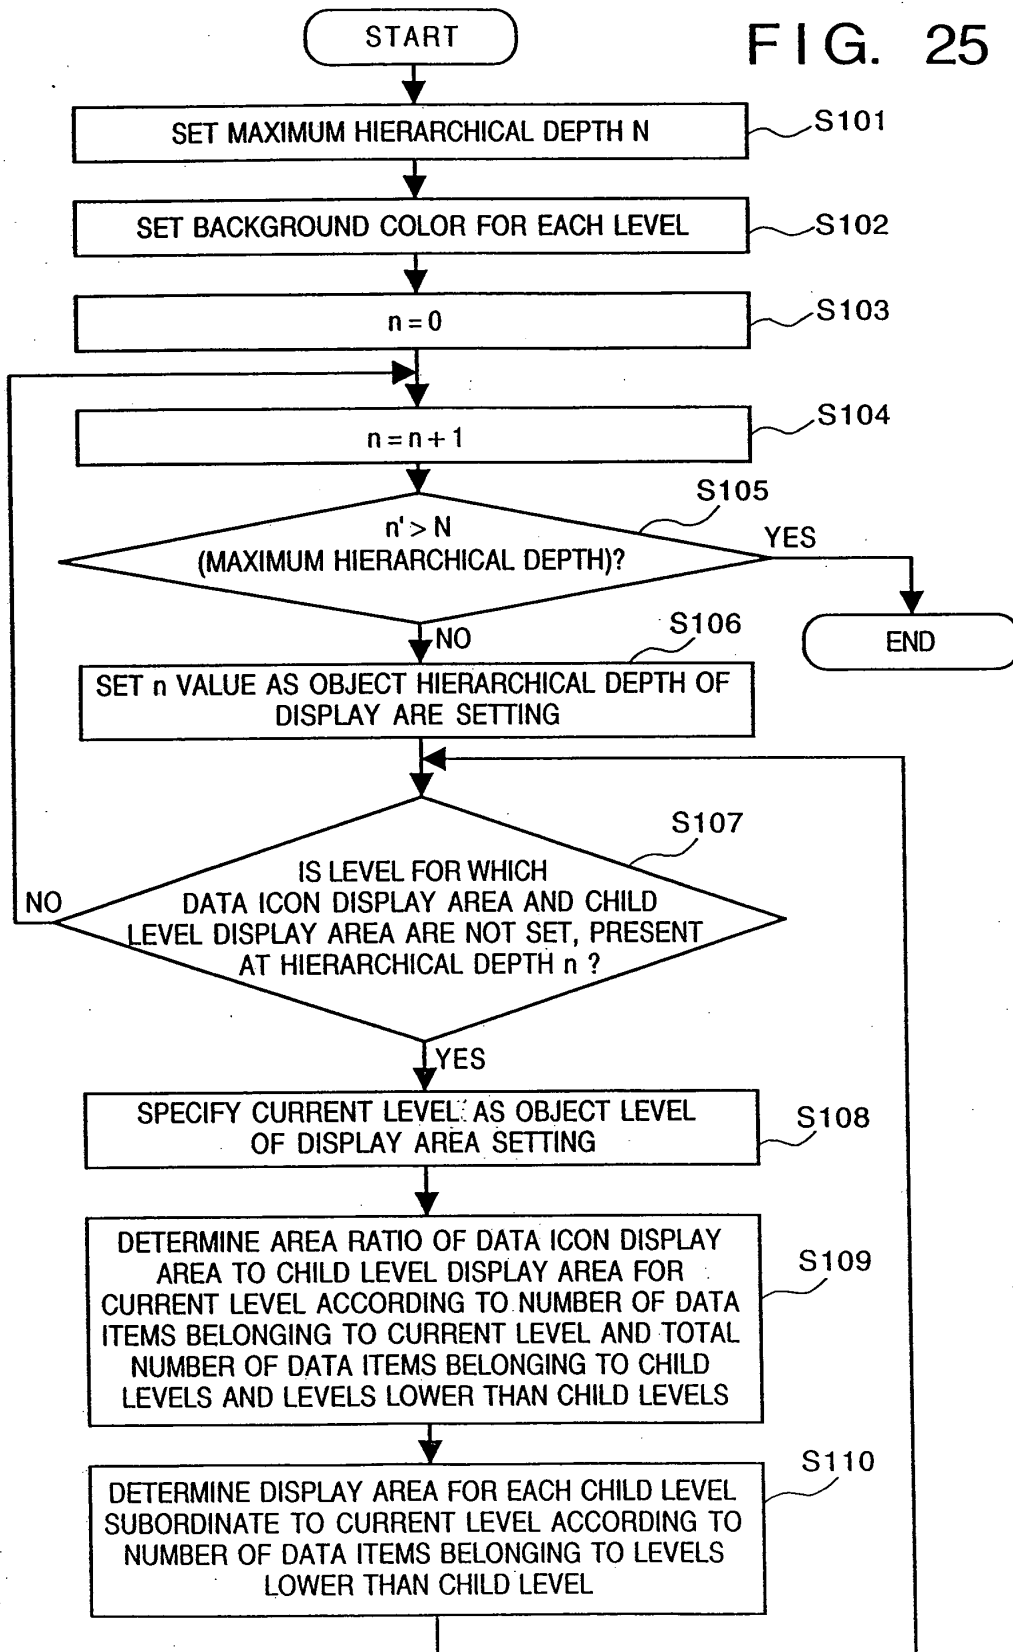 START
FIG. 25
SET MAXIMUM HIERARCHICAL DEPTH N
S101
SET BACKGROUND COLOR FOR EACH LEVEL
S102
n=0
S103
n=n+1
S104
S105
n'>N
(MAXIMUM HIERARCHICAL DEPTH)?
YES
END
NO
S106
SET n VALUE AS OBJECT HIERARCHICAL DEPTH OF
DISPLAY ARE SETTING
S107
IS LEVEL FOR WHICH
DATA ICON DISPLAY AREA AND CHILD
LEVEL DISPLAY AREA ARE NOT SET, PRESENT
AT HIERARCHICAL DEPTH n ?
NO
YES
SPECIFY CURRENT LEVEL AS OBJECT LEVEL
OF DISPLAY AREA SETTING
S108
DETERMINE AREA RATIO OF DATA ICON DISPLAY
AREA TO CHILD LEVEL DISPLAY AREA FOR
CURRENT LEVEL ACCORDING TO NUMBER OF DATA
ITEMS BELONGING TO CURRENT LEVEL AND TOTAL
NUMBER OF DATA ITEMS BELONGING TO CHILD
LEVELS AND LEVELS LOWER THAN CHILD LEVELS
S109
DETERMINE DISPLAY AREA FOR EACH CHILD LEVEL
SUBORDINATE TO CURRENT LEVEL ACCORDING TO
NUMBER OF DATA ITEMS BELONGING TO LEVELS
LOWER THAN CHILD LEVEL
S110